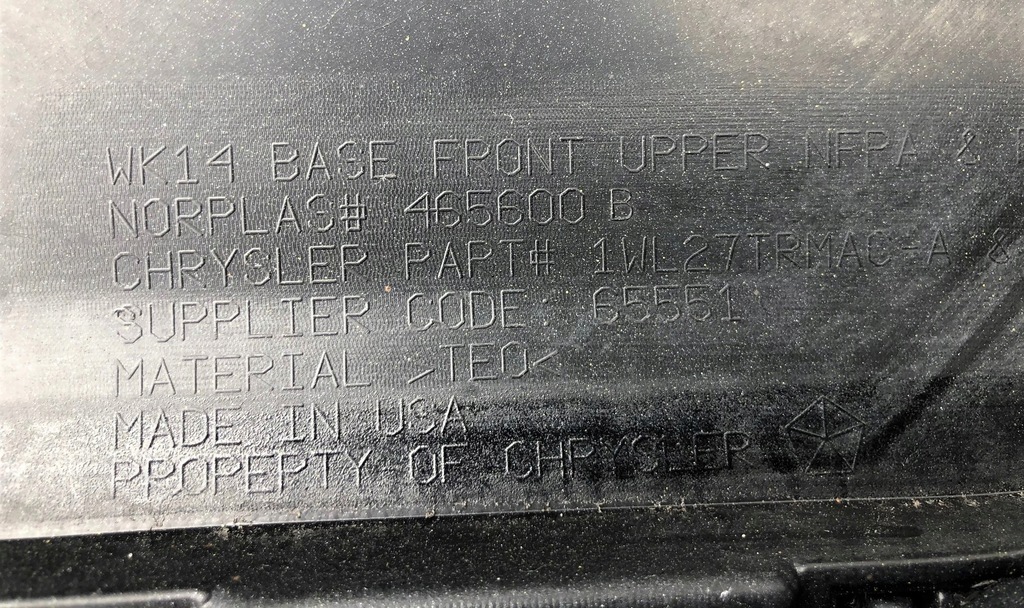 WK14 BASE FRONT UPPER NFPA &
NORPLAS# 465600 B
CHRYSLER PART# 1WL27TRMAC-A &
SUPPLIER CODE: 65551
MATERIAL >TEO<
MADE IN USA
PROPERTY OF CHRYSLER